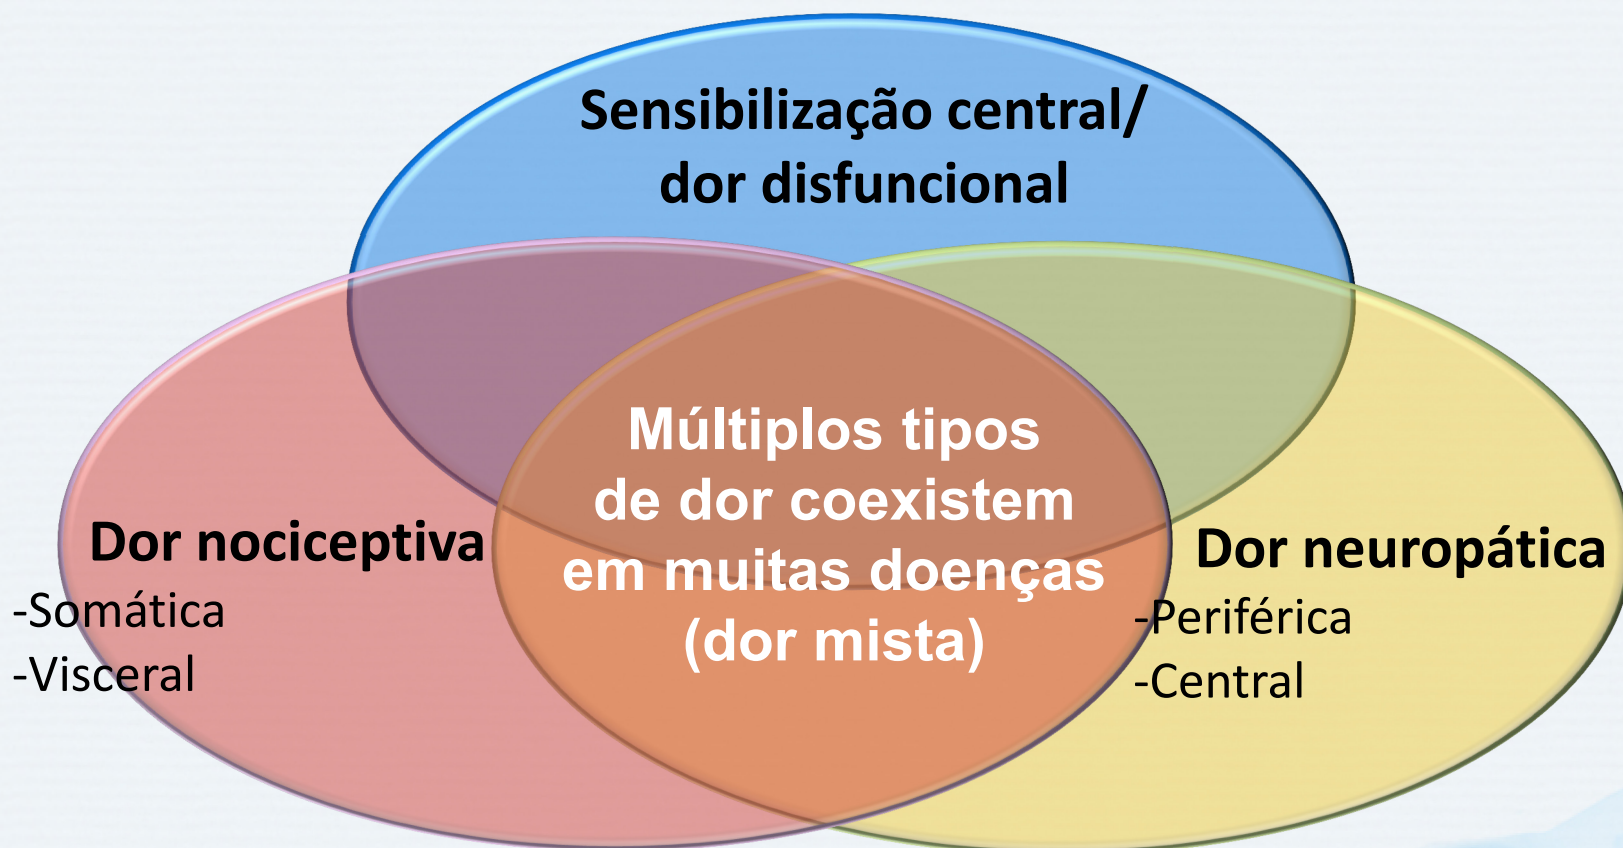 Sensibilização central/
dor disfuncional
Múltiplos tipos
de dor coexistem
em muitas doenças
(dor mista)
Dor nociceptiva
-Somática
-Visceral
Dor neuropática
-Periférica
-Central